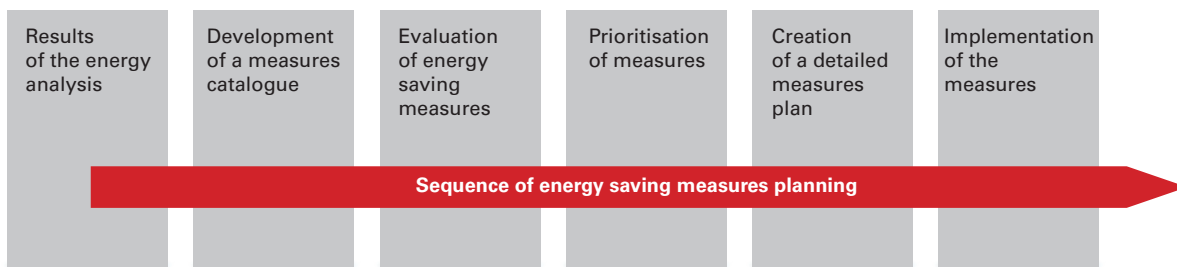 Results
of the energy
analysis
Development
of a measures
catalogue
Evaluation
of energy
saving
measures
Prioritisation
of measures
Creation
of a detailed
measures
plan
Implementation
of the
measures
Sequence of energy saving measures planning